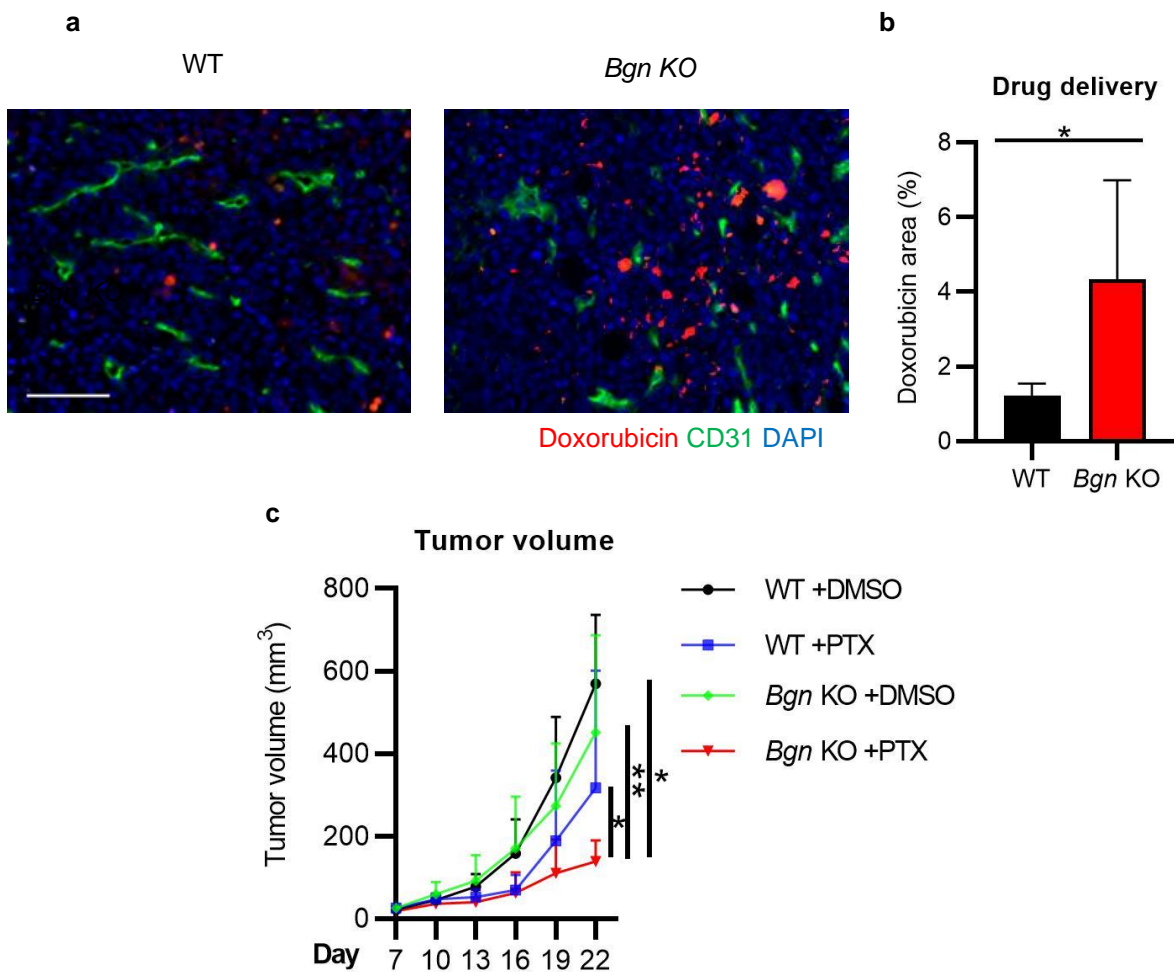 a
WT
Bgn KO
Doxorubicin CD31 DAPI
b
Drug delivery
*
Doxorubicin area (%)
8
6
4
2
0
WT
Bgn KO
c
Tumor volume
Tumor volume (mm³)
800
600
400
200
0
Day 7 10 13 16 19 22
*
**
*
WT +DMSO
WT +PTX
Bgn KO +DMSO
Bgn KO +PTX